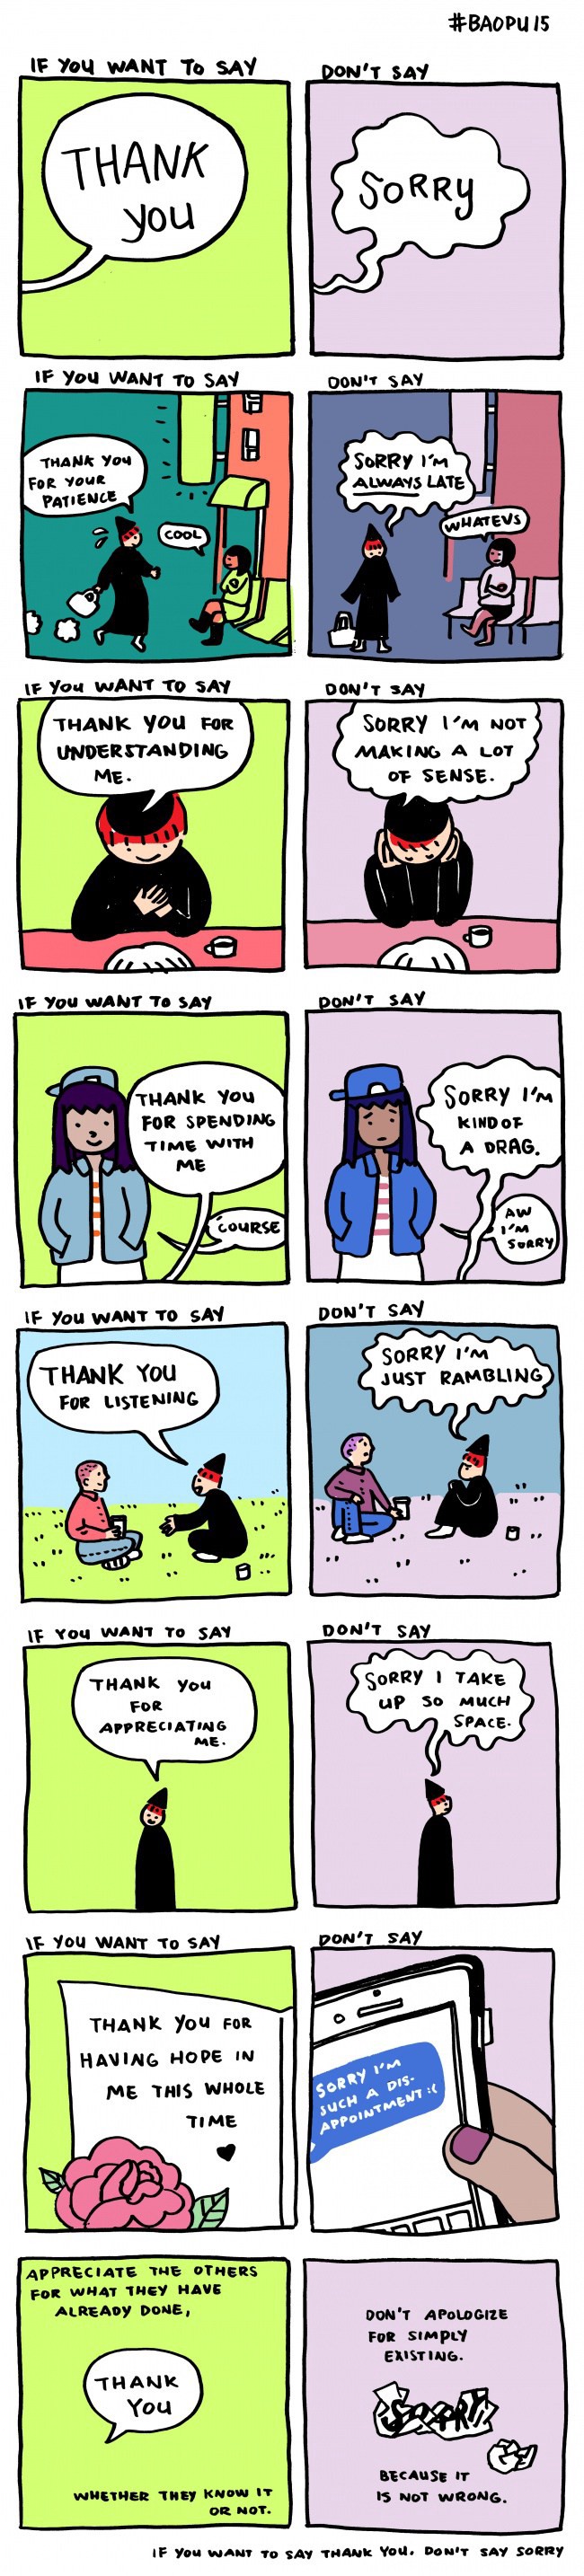 #BAOPU15
IF YOU WANT TO SAY
THANK
YOU
DON'T SAY
SORRY
IF YOU WANT TO SAY
THANK YOU
FOR YOUR
PATIENCE
COOL
DON'T SAY
SORRY I'M
ALWAYS LATE
WHATEVS
IF YOU WANT TO SAY
THANK YOU FOR
UNDERSTANDING
ME.
DON'T SAY
SORRY I'M NOT
MAKING A LOT
OF SENSE.
IF YOU WANT TO SAY
THANK YOU
FOR SPENDING
TIME WITH
ME
'COURSE
DON'T SAY
SORRY I'M
KIND OF
A DRAG.
AW
I'M
SORRY
IF YOU WANT TO SAY
THANK YOU
FOR LISTENING
DON'T SAY
SORRY I'M
JUST RAMBLING
IF YOU WANT TO SAY
THANK YOU
FOR
APPRECIATING
ME.
DON'T SAY
SORRY I TAKE
UP SO MUCH
SPACE.
IF YOU WANT TO SAY
THANK YOU FOR
HAVING HOPE IN
ME THIS WHOLE
TIME
DON'T SAY
SORRY I'M
SUCH A DIS-
APPOINTMENT :(
APPRECIATE THE OTHERS
FOR WHAT THEY HAVE
ALREADY DONE,
THANK
YOU
WHETHER THEY KNOW IT
OR NOT.
DON'T APOLOGIZE
FOR SIMPLY
EXISTING.
SORRY
BECAUSE IT
IS NOT WRONG.
IF YOU WANT TO SAY THANK YOU. DON'T SAY SORRY